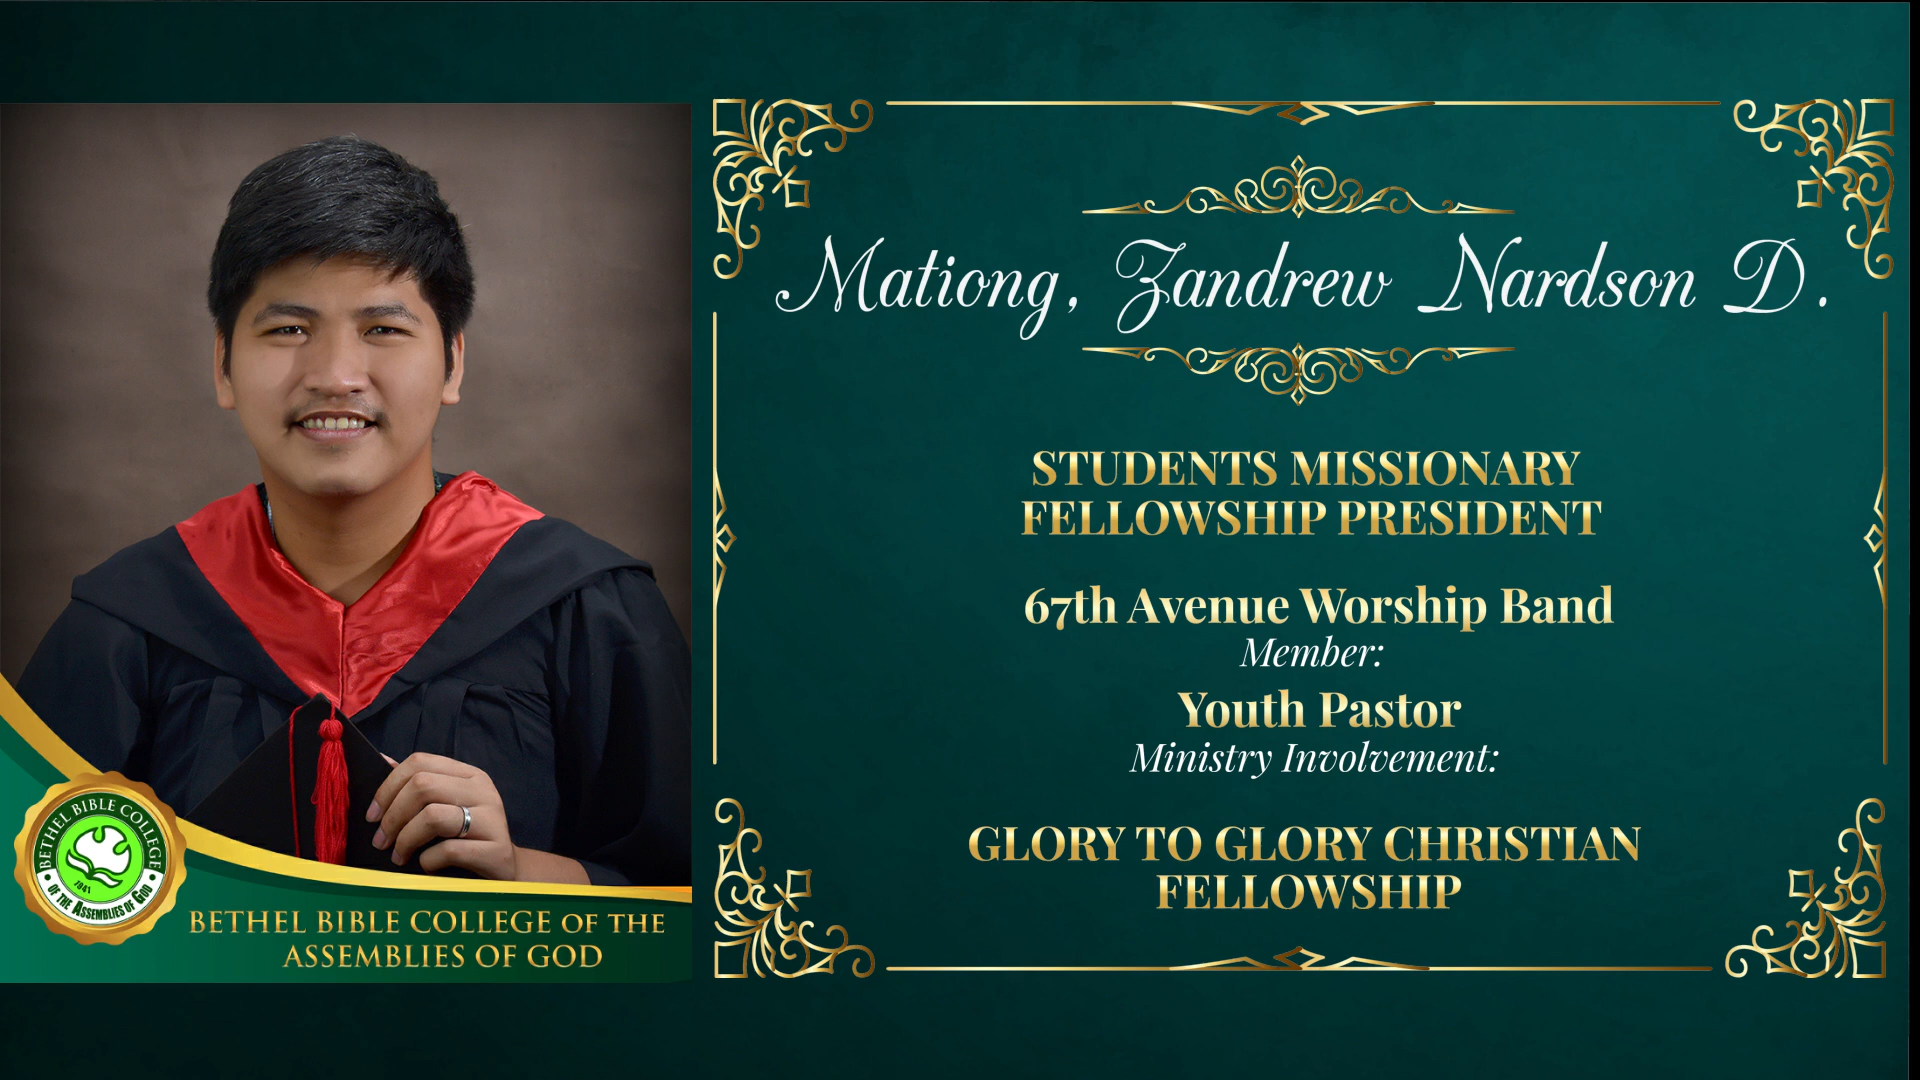 Mationg, Zandrew Nardson D.
STUDENTS MISSIONARY
FELLOWSHIP PRESIDENT
67th Avenue Worship Band
Member:
Youth Pastor
Ministry Involvement:
GLORY TO GLORY CHRISTIAN
FELLOWSHIP
BETHEL BIBLE COLLEGE
1941
OF THE ASSEMBLIES OF GOD
BETHEL BIBLE COLLEGE OF THE
ASSEMBLIES OF GOD